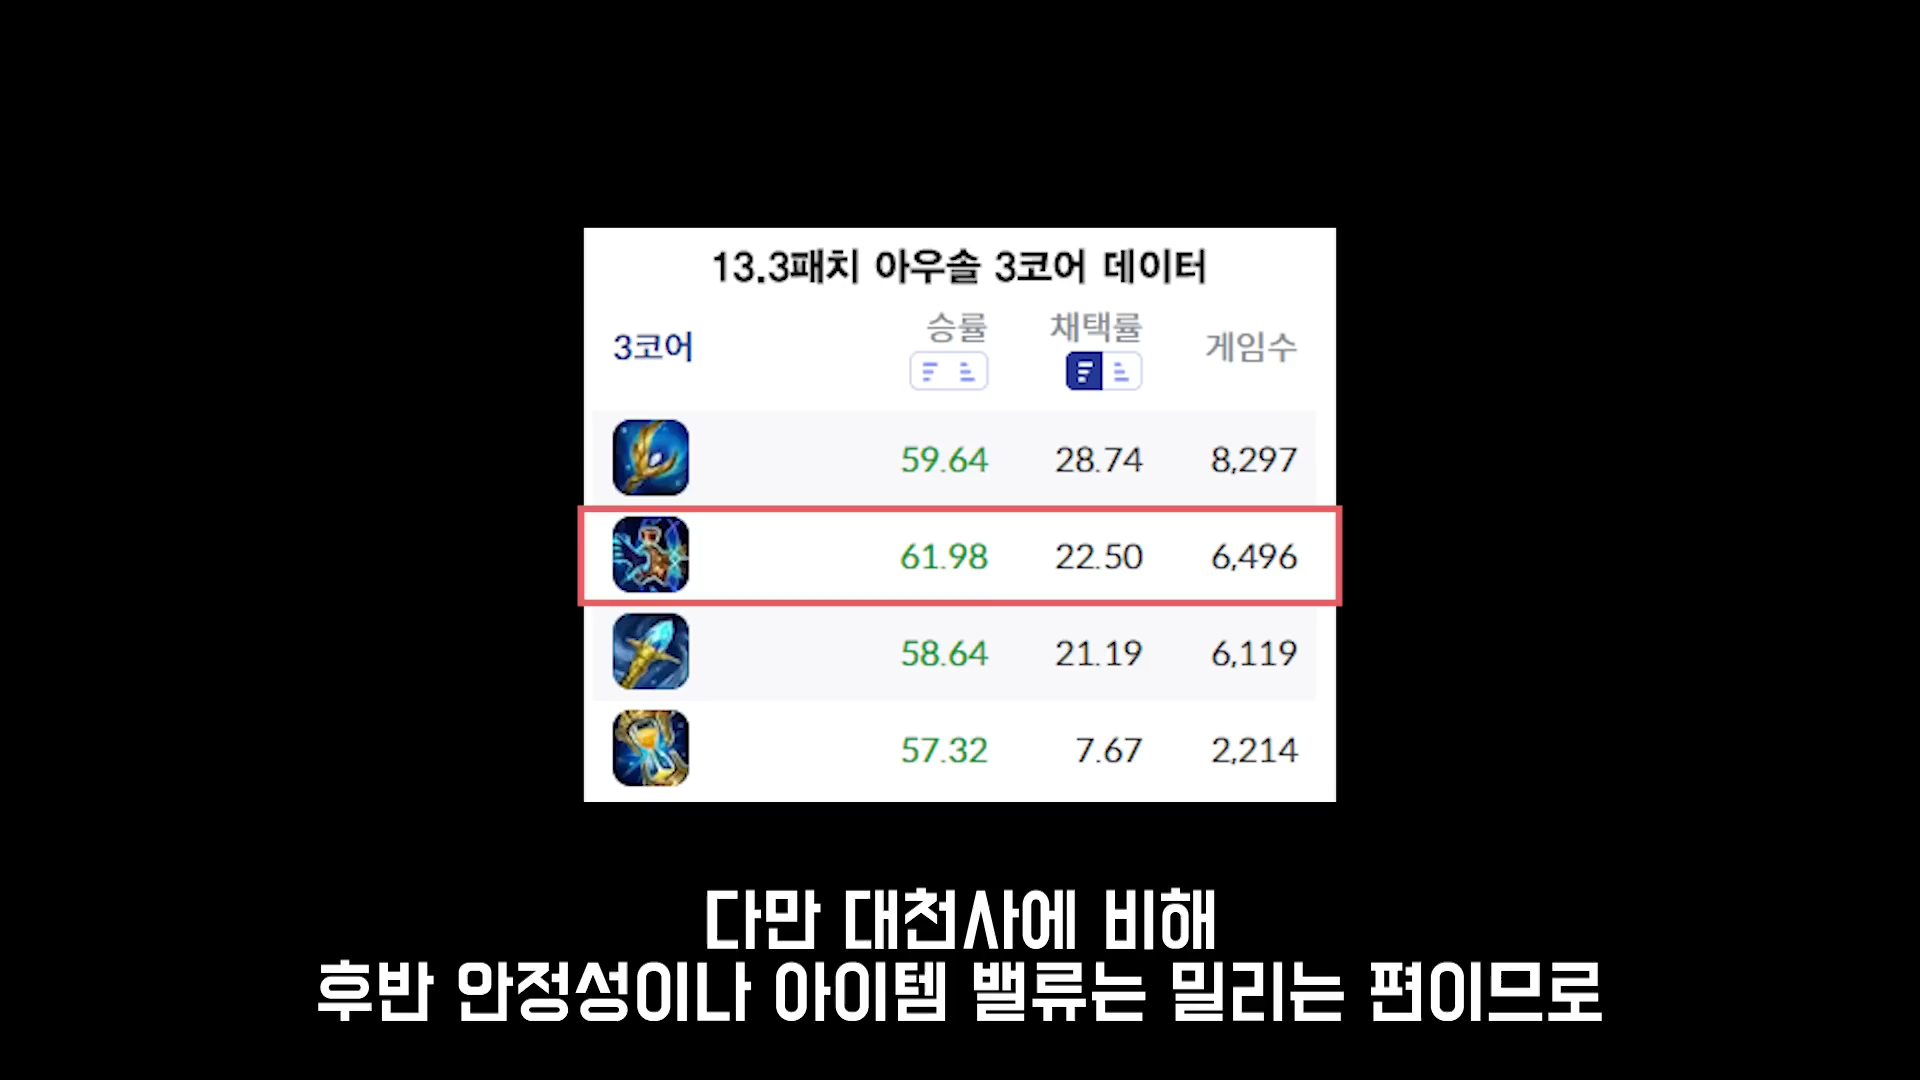 13.3패치 아우솔 3코어 데이터
3코어 승률 채택률 게임수
59.64 28.74 8,297
61.98 22.50 6,496
58.64 21.19 6,119
57.32 7.67 2,214
다만 대천사에 비해
후반 안정성이나 아이템 밸류는 밀리는 편이므로